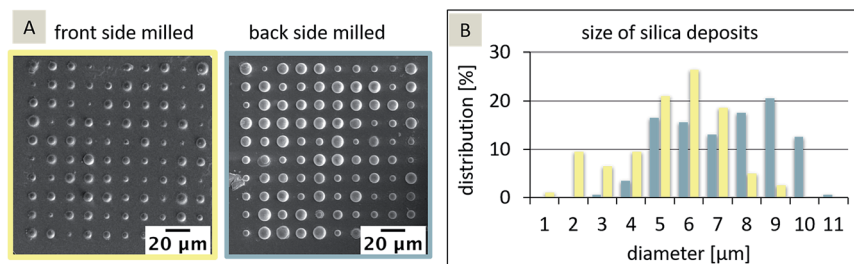 A
front side milled
back side milled
20 µm
20 µm
B
size of silica deposits
distribution [%]
30
20
10
0
1 2 3 4 5 6 7 8 9 10 11
diameter [µm]